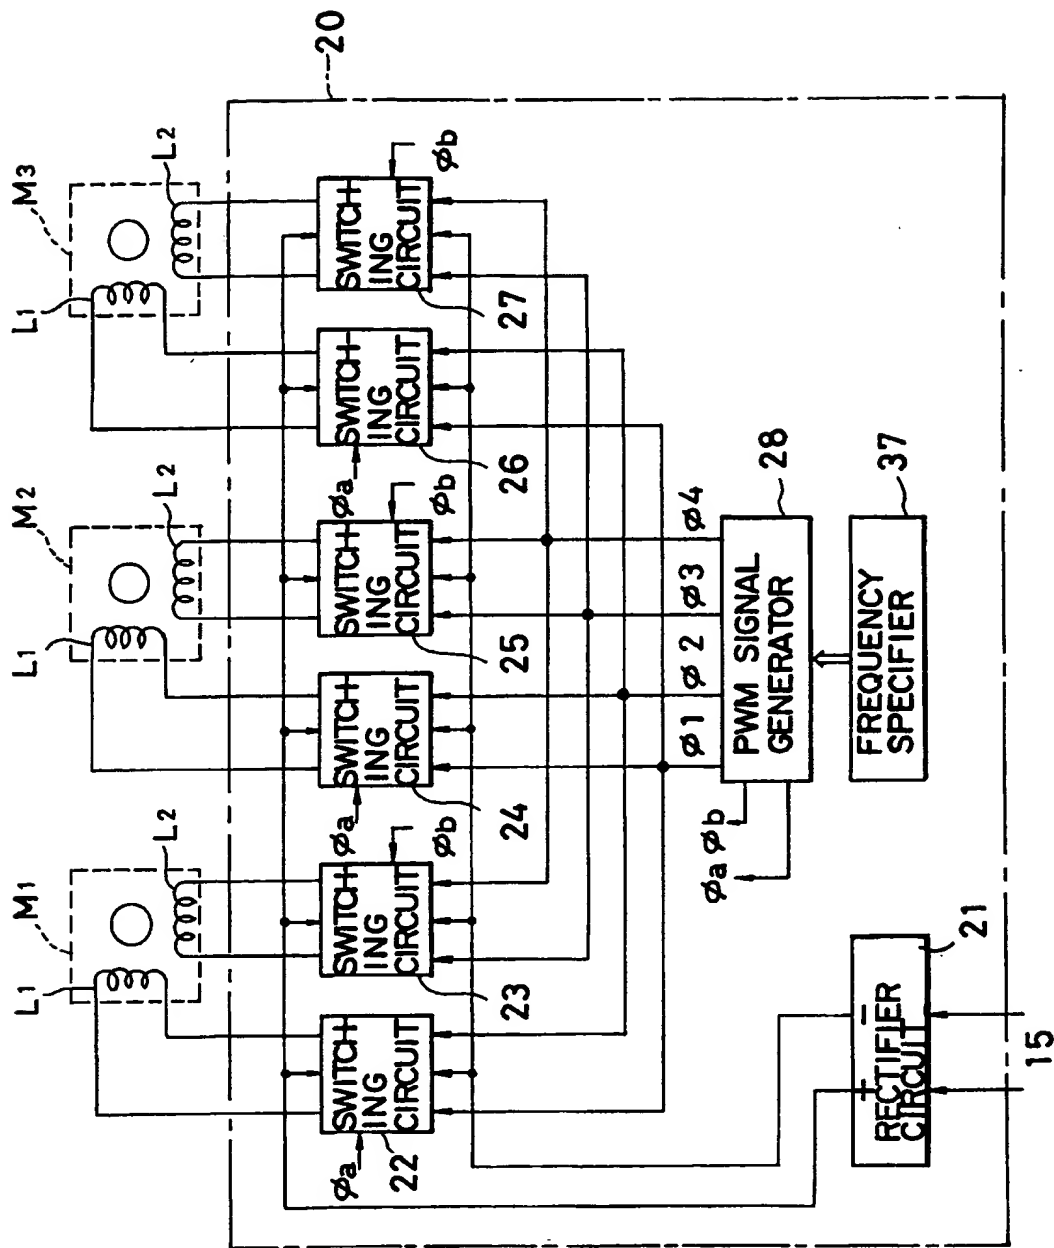 M1
M2
M3
L1
L2
L1
L2
L1
L2
20
SWITCH-
ING
CIRCUIT
SWITCH-
ING
CIRCUIT
SWITCH-
ING
CIRCUIT
SWITCH-
ING
CIRCUIT
SWITCH-
ING
CIRCUIT
SWITCH-
ING
CIRCUIT
φa
22
23
φb
φa
24
25
φb
φa
26
27
φb
φ1
φ2
φ3
φ4
φa
φb
PWM SIGNAL
GENERATOR
28
FREQUENCY
SPECIFIER
37
+
−
RECTIFIER
CIRCUIT
21
15